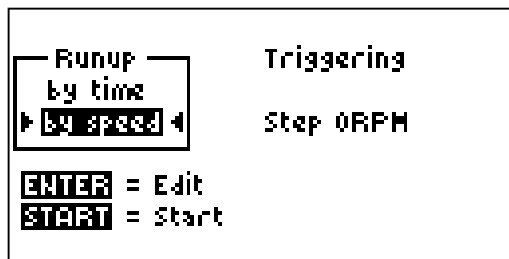 Runup
by time
by speed
Triggering
Step 0RPM
ENTER = Edit
START = Start